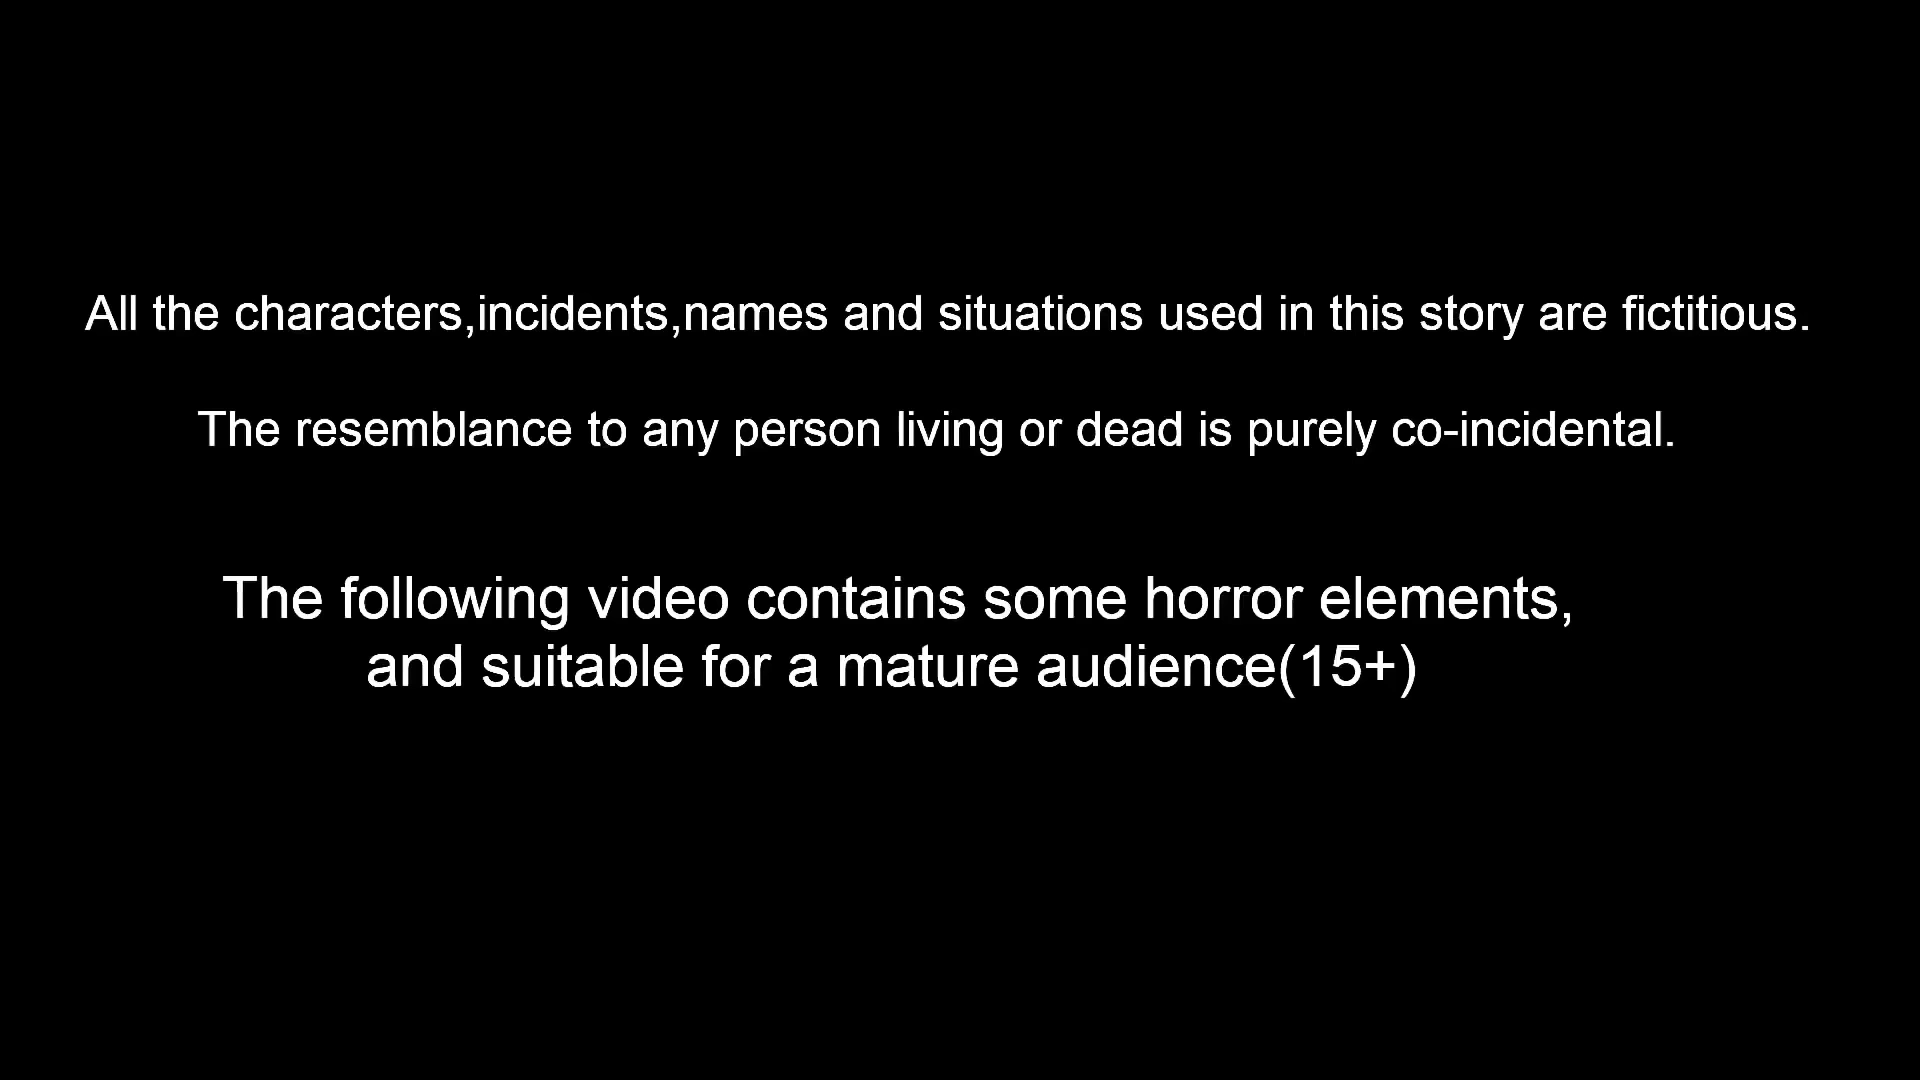 All the characters,incidents,names and situations used in this story are fictitious.
The resemblance to any person living or dead is purely co-incidental.
The following video contains some horror elements,
and suitable for a mature audience(15+)